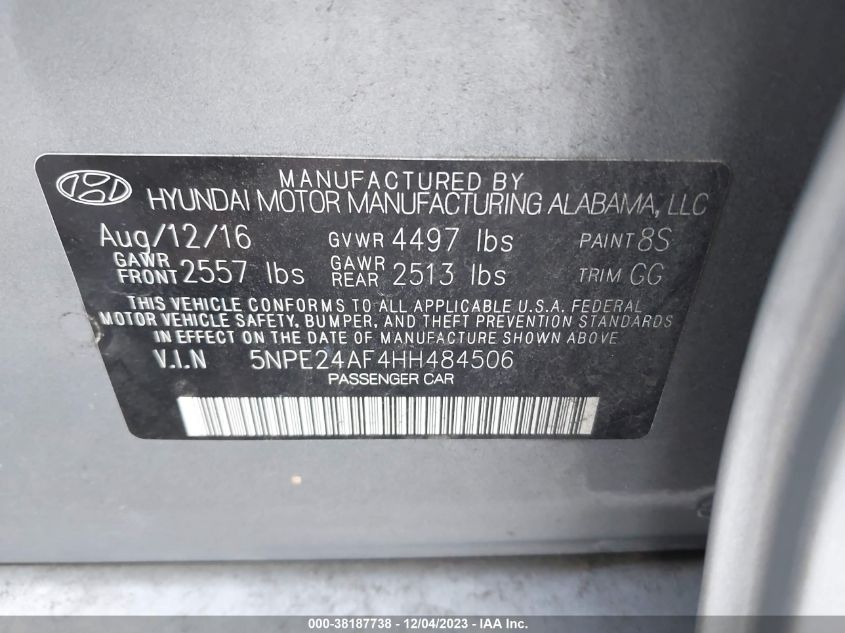 MANUFACTURED BY
HYUNDAI MOTOR MANUFACTURING ALABAMA, LLC
Aug/12/16 GVWR 4497 lbs PAINT 8S
GAWR FRONT 2557 lbs GAWR REAR 2513 lbs TRIM GG
THIS VEHICLE CONFORMS TO ALL APPLICABLE U.S.A. FEDERAL
MOTOR VEHICLE SAFETY, BUMPER, AND THEFT PREVENTION STANDARDS
IN EFFECT ON THE DATE OF MANUFACTURE SHOWN ABOVE.
V.I.N 5NPE24AF4HH484506
PASSENGER CAR
000-38187738 - 12/04/2023 - IAA Inc.